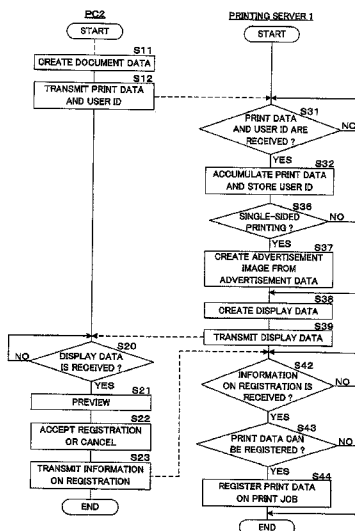 PC2
START
S11
CREATE DOCUMENT DATA
S12
TRANSMIT PRINT DATA
AND USER ID
S20
DISPLAY DATA
IS RECEIVED ?
NO
YES
S21
PREVIEW
S22
ACCEPT REGISTRATION
OR CANCEL
S23
TRANSMIT INFORMATION
ON REGISTRATION
END
PRINTING SERVER 1
START
S31
PRINT DATA
AND USER ID ARE
RECEIVED ?
NO
YES
S32
ACCUMULATE PRINT DATA
AND STORE USER ID
S36
SINGLE-SIDED
PRINTING ?
NO
YES
S37
CREATE ADVERTISEMENT
IMAGE FROM
ADVERTISEMENT DATA
S38
CREATE DISPLAY DATA
S39
TRANSMIT DISPLAY DATA
S42
INFORMATION
ON REGISTRATION IS
RECEIVED ?
NO
YES
S43
PRINT DATA CAN
BE REGISTERED ?
NO
YES
S44
REGISTER PRINT DATA
ON PRINT JOB
END